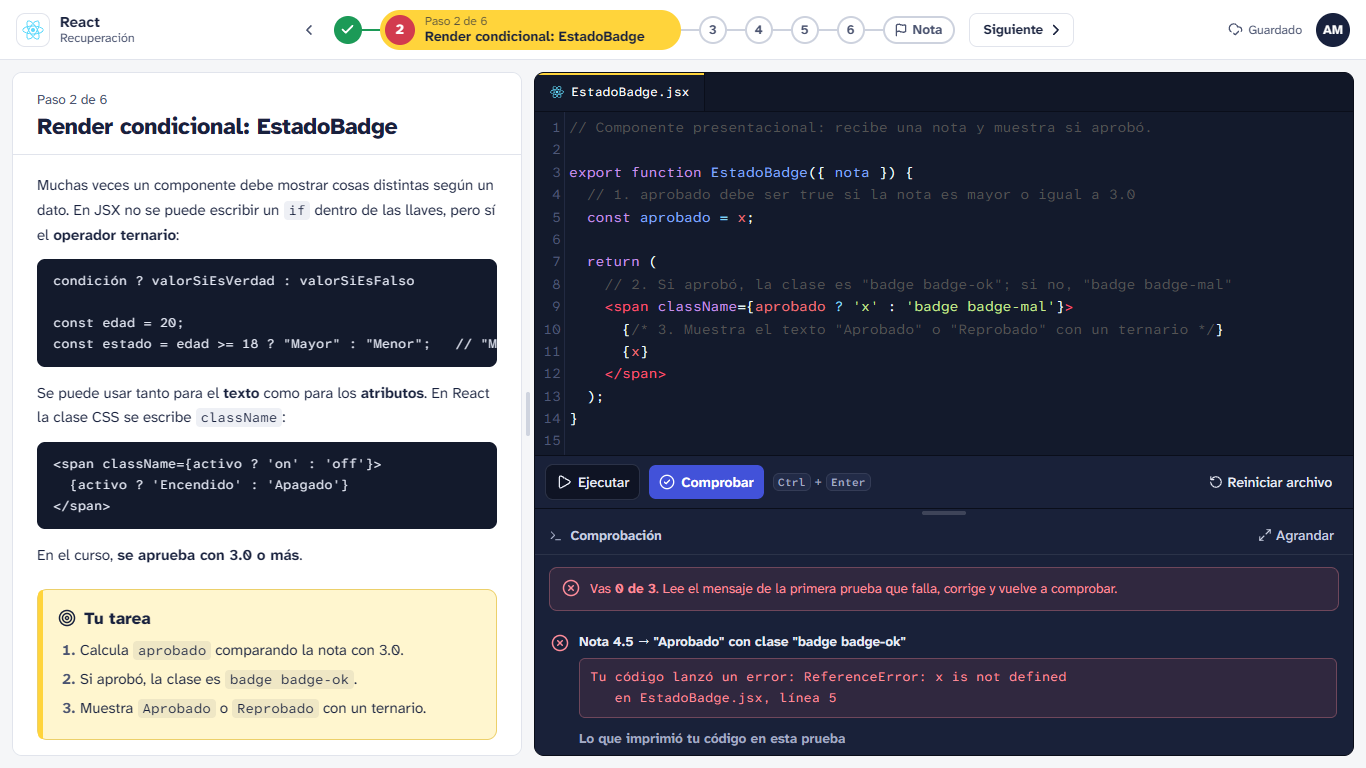 React
Recuperación
2
Paso 2 de 6
Render condicional: EstadoBadge
3
4
5
6
Nota
Siguiente
Guardado
AM
Paso 2 de 6
Render condicional: EstadoBadge
Muchas veces un componente debe mostrar cosas distintas según un
dato. En JSX no se puede escribir un if dentro de las llaves, pero sí
el operador ternario:
condición ? valorSiEsVerdad : valorSiEsFalso
const edad = 20;
const estado = edad >= 18 ? "Mayor" : "Menor";   // "M
Se puede usar tanto para el texto como para los atributos. En React
la clase CSS se escribe className:
<span className={activo ? 'on' : 'off'}>
  {activo ? 'Encendido' : 'Apagado'}
</span>
En el curso, se aprueba con 3.0 o más.
Tu tarea
1. Calcula aprobado comparando la nota con 3.0.
2. Si aprobó, la clase es badge badge-ok.
3. Muestra Aprobado o Reprobado con un ternario.
EstadoBadge.jsx
1 // Componente presentacional: recibe una nota y muestra si aprobó.
2
3 export function EstadoBadge({ nota }) {
4   // 1. aprobado debe ser true si la nota es mayor o igual a 3.0
5   const aprobado = x;
6
7   return (
8     // 2. Si aprobó, la clase es "badge badge-ok"; si no, "badge badge-mal"
9     <span className={aprobado ? 'x' : 'badge badge-mal'}>
10       {/* 3. Muestra el texto "Aprobado" o "Reprobado" con un ternario */}
11       {x}
12     </span>
13   );
14 }
15
Ejecutar
Comprobar
Ctrl + Enter
Reiniciar archivo
Comprobación
Agrandar
Vas 0 de 3. Lee el mensaje de la primera prueba que falla, corrige y vuelve a comprobar.
Nota 4.5 → "Aprobado" con clase "badge badge-ok"
Tu código lanzó un error: ReferenceError: x is not defined
   en EstadoBadge.jsx, línea 5
Lo que imprimió tu código en esta prueba